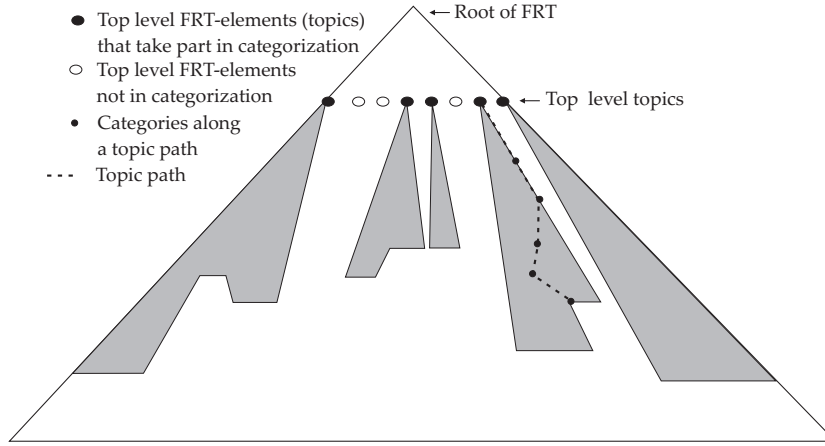 Top level FRT-elements (topics)
that take part in categorization
Top level FRT-elements
not in categorization
Categories along
a topic path
Topic path
Root of FRT
Top level topics